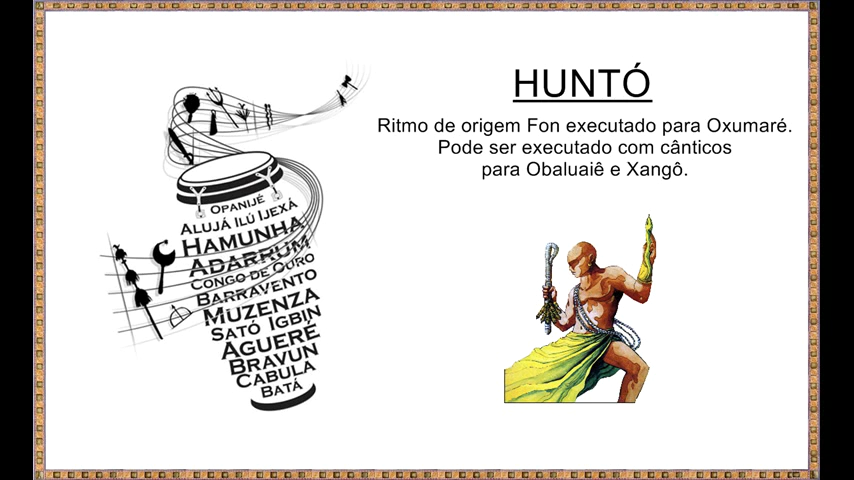 HUNTÓ
Ritmo de origem Fon executado para Oxumaré.
Pode ser executado com cânticos
para Obaluaiê e Xangô.
OPANIJÉ
ALUJÁ ILÚ IJEXÁ
HAMUNHA
ADARRUM
CONGO DE OURO
BARRAVENTO
MUZENZA
SATÓ IGBIN
AGUERÉ
BRAVUN
CABULA
BATÁ